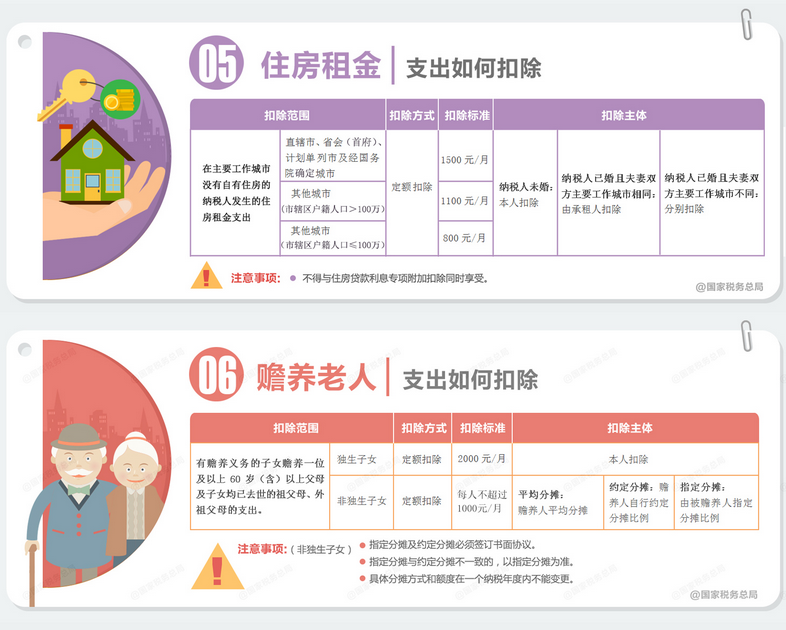 05 住房租金 支出如何扣除
扣除范围 扣除方式 扣除标准 扣除主体
在主要工作城市
没有自有住房的
纳税人发生的住
房租金支出
直辖市、省会（首府）、
计划单列市及经国务
院确定城市
1500 元/月
其他城市
(市辖区户籍人口＞100万)
1100 元/月
其他城市
(市辖区户籍人口≤100万)
800 元/月
定额扣除
纳税人未婚：
本人扣除
纳税人已婚且夫妻双
方主要工作城市相同：
由承租人扣除
纳税人已婚且夫妻双
方主要工作城市不同：
分别扣除
注意事项： ● 不得与住房贷款利息专项附加扣除同时享受。
@国家税务总局
06 赡养老人 支出如何扣除
扣除范围 扣除方式 扣除标准 扣除主体
有赡养义务的子女赡养一位
及以上 60 岁（含）以上父母
及子女均已去世的祖父母、外
祖父母的支出。
独生子女 定额扣除 2000 元/月 本人扣除
非独生子女 定额扣除
每人不超过
1000元/月
平均分摊：
赡养人平均分摊
约定分摊：赡
养人自行约定
分摊比例
指定分摊：
由被赡养人指定
分摊比例
注意事项：( 非独生子女 )
● 指定分摊及约定分摊必须签订书面协议。
● 指定分摊与约定分摊不一致的，以指定分摊为准。
● 具体分摊方式和额度在一个纳税年度内不能变更。
@国家税务总局